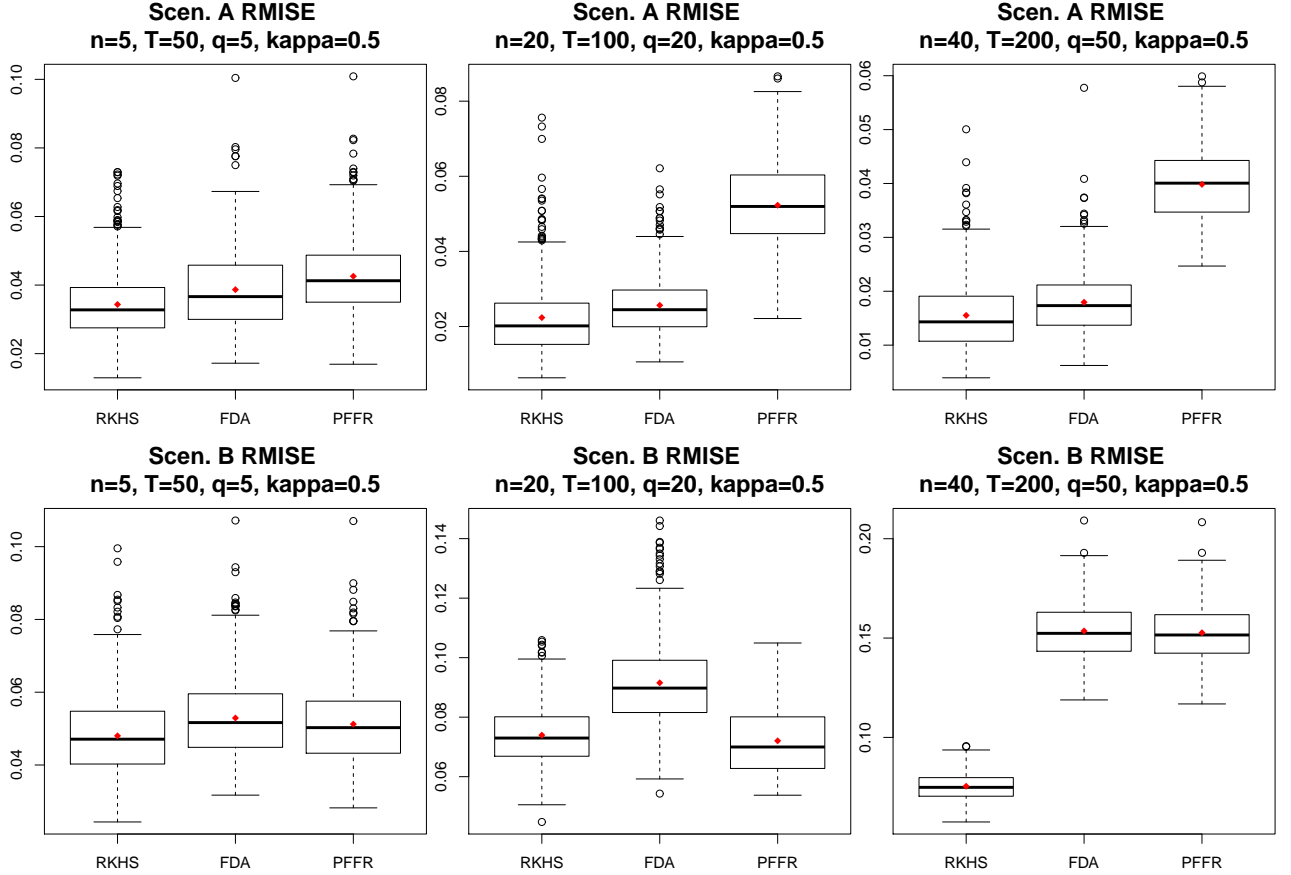 Scen. A RMISE
n=5, T=50, q=5, kappa=0.5
0.10
0.08
0.06
0.04
0.02
RKHS FDA PFFR
Scen. A RMISE
n=20, T=100, q=20, kappa=0.5
0.08
0.06
0.04
0.02
RKHS FDA PFFR
Scen. A RMISE
n=40, T=200, q=50, kappa=0.5
0.06
0.05
0.04
0.03
0.02
0.01
RKHS FDA PFFR
Scen. B RMISE
n=5, T=50, q=5, kappa=0.5
0.10
0.08
0.06
0.04
RKHS FDA PFFR
Scen. B RMISE
n=20, T=100, q=20, kappa=0.5
0.14
0.12
0.10
0.08
0.06
RKHS FDA PFFR
Scen. B RMISE
n=40, T=200, q=50, kappa=0.5
0.20
0.15
0.10
RKHS FDA PFFR